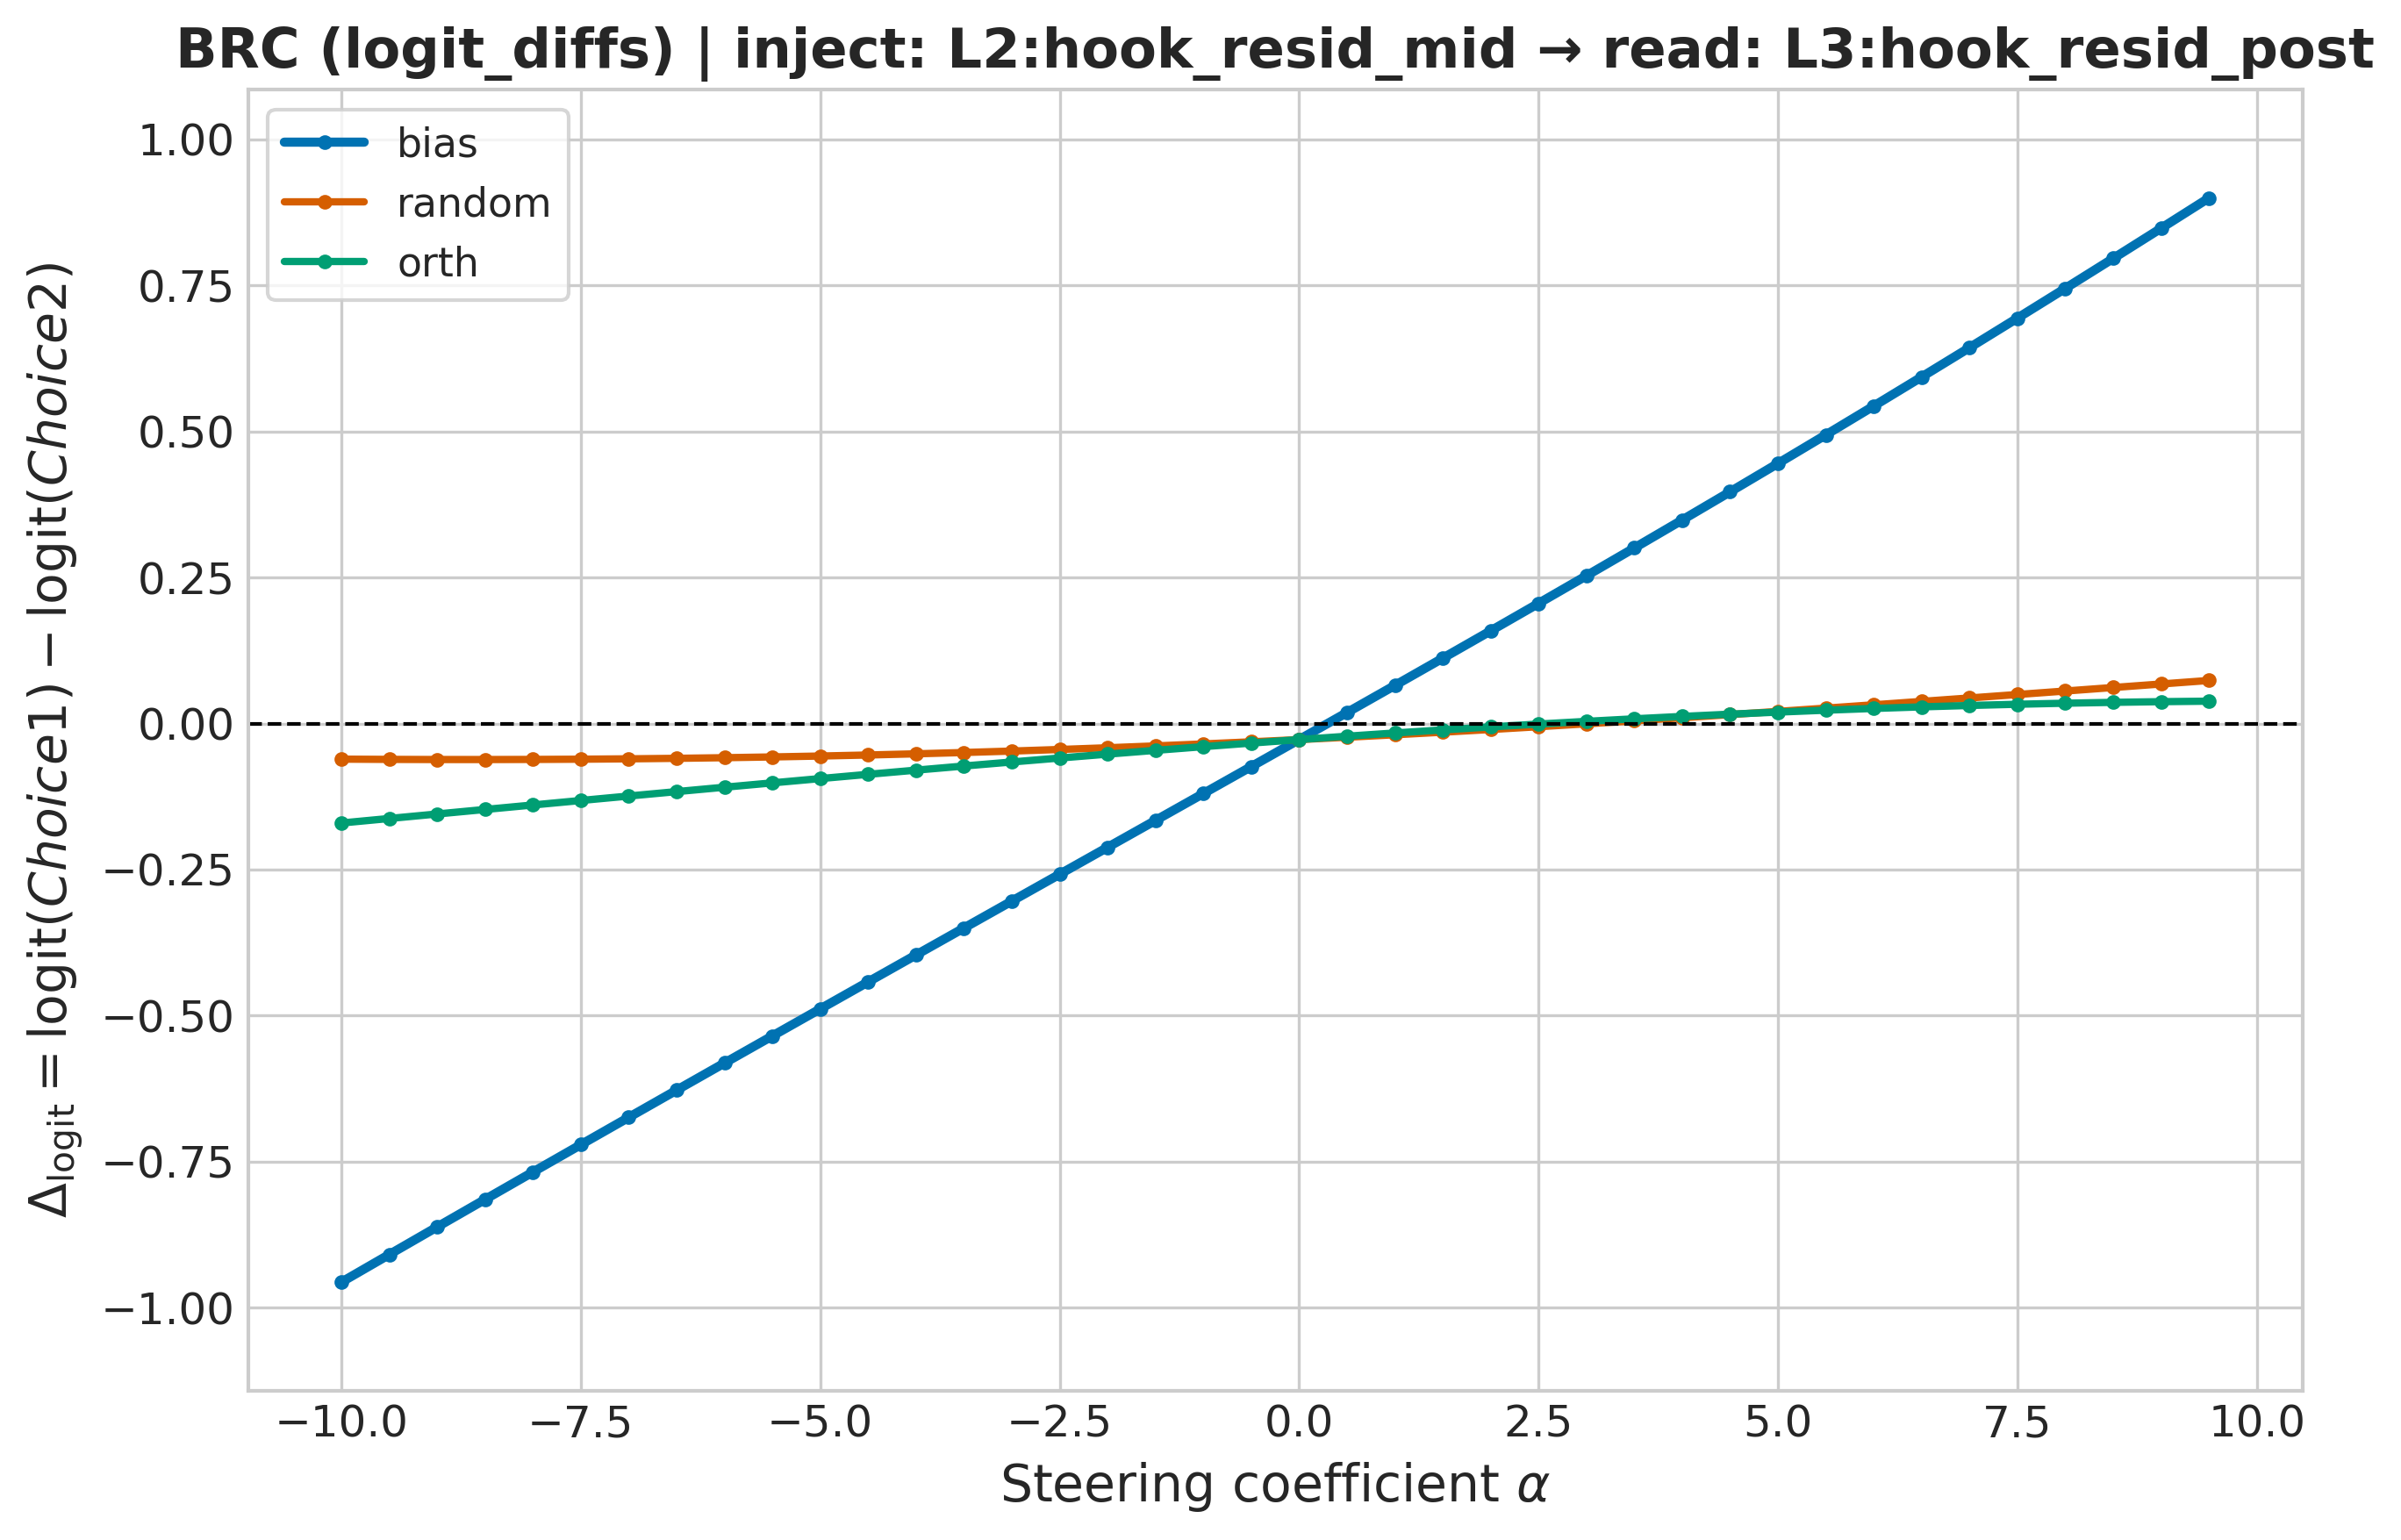 BRC (logit_diffs) | inject: L2:hook_resid_mid → read: L3:hook_resid_post
bias
random
orth
1.00
0.75
0.50
0.25
0.00
−0.25
−0.50
−0.75
−1.00
Δlogit = logit(Choice1) − logit(Choice2)
−10.0 −7.5 −5.0 −2.5 0.0 2.5 5.0 7.5 10.0
Steering coefficient α